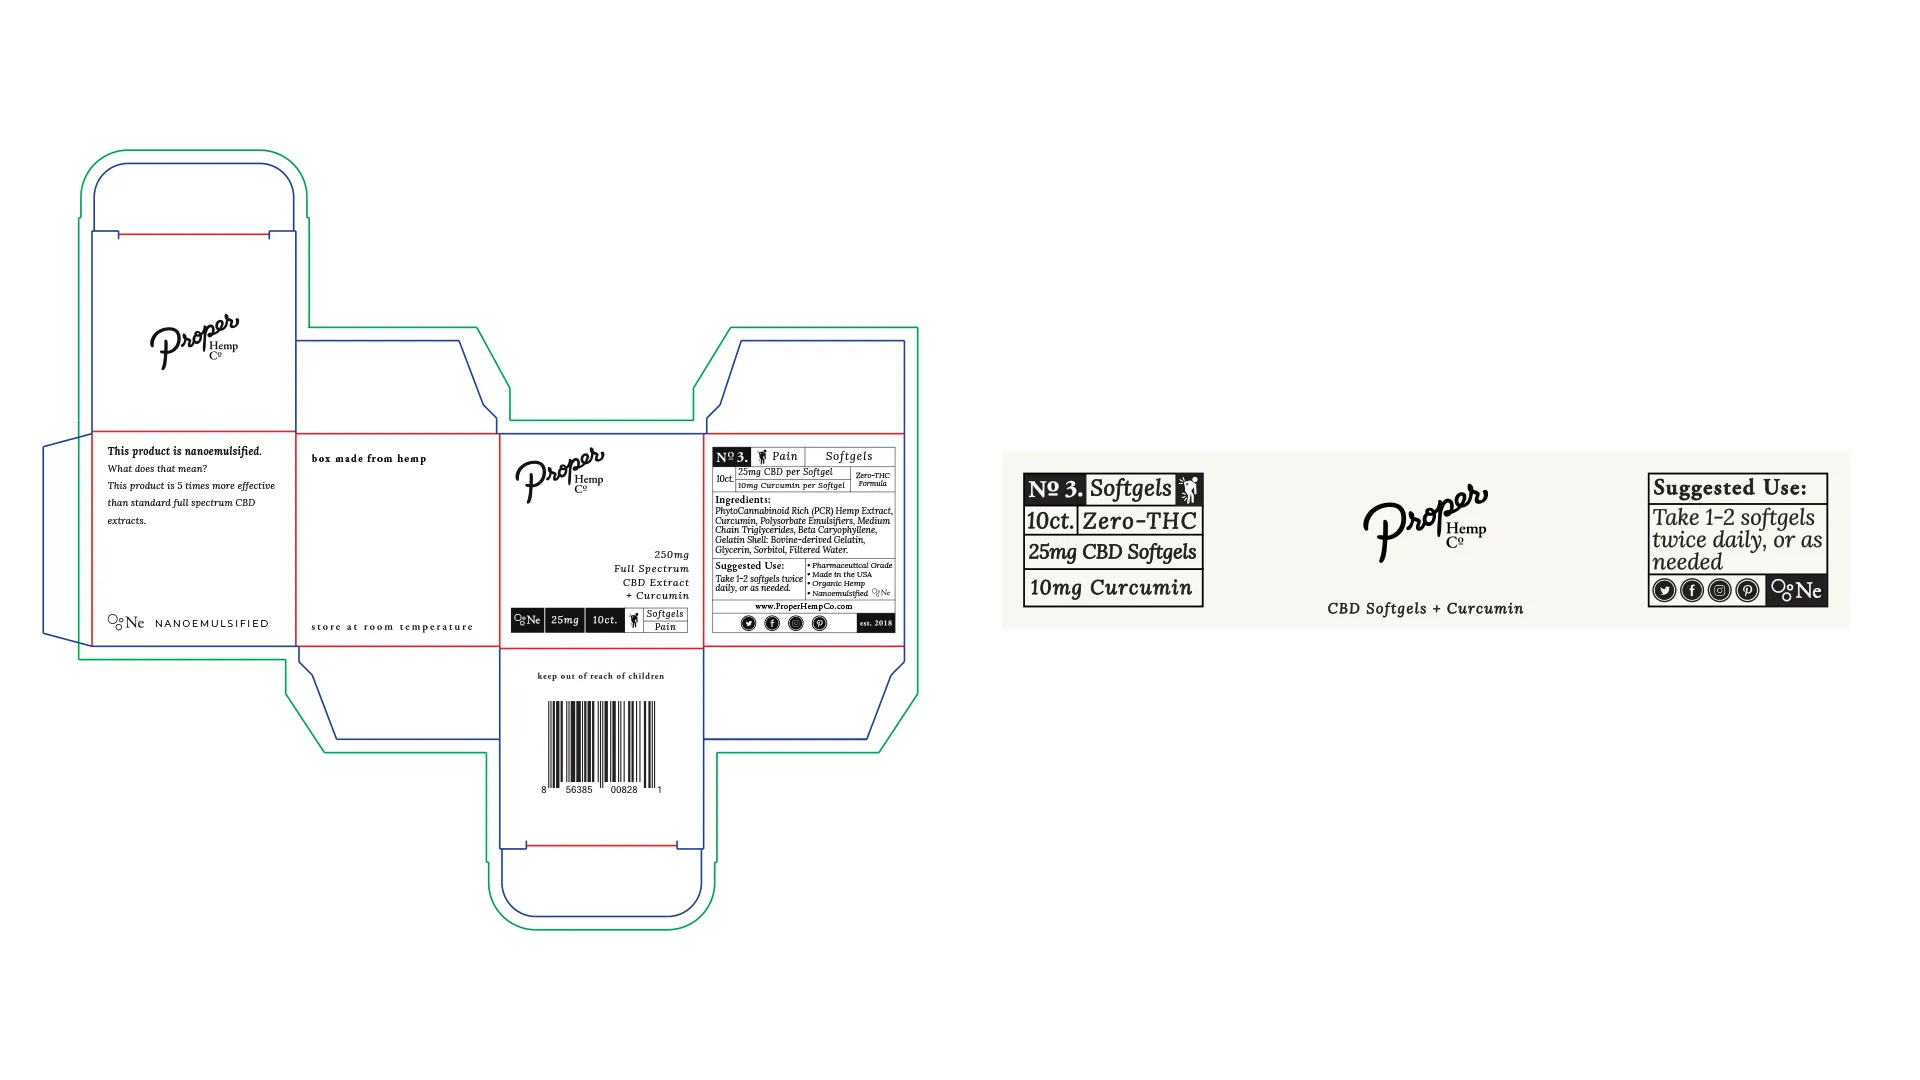 Proper
Hemp
Cº
This product is nanoemulsified.
What does that mean?
This product is 5 times more effective
than standard full spectrum CBD
extracts.
Ne NANOEMULSIFIED
box made from hemp
store at room temperature
Proper
Hemp
Cº
250mg
Full Spectrum
CBD Extract
+ Curcumin
Ne 25mg 10ct. Softgels
Pain
keep out of reach of children
8 56385 00828 1
Nº 3. Pain Softgels
10ct. 25mg CBD per Softgel
10mg Curcumin per Softgel
Zero-THC
Formula
Ingredients:
PhytoCannabinoid Rich (PCR) Hemp Extract,
Curcumin, Polysorbate Emulsifiers, Medium
Chain Triglycerides, Beta Caryophyllene,
Gelatin Shell: Bovine-derived Gelatin,
Glycerin, Sorbitol, Filtered Water.
Suggested Use:
Take 1-2 softgels twice
daily, or as needed.
• Pharmaceutical Grade
• Made in the USA
• Organic Hemp
• Nanoemulsified Ne
www.ProperHempCo.com
est. 2018
Nº 3. Softgels
10ct. Zero-THC
25mg CBD Softgels
10mg Curcumin
Proper
Hemp
Cº
CBD Softgels + Curcumin
Suggested Use:
Take 1-2 softgels
twice daily, or as
needed
Ne